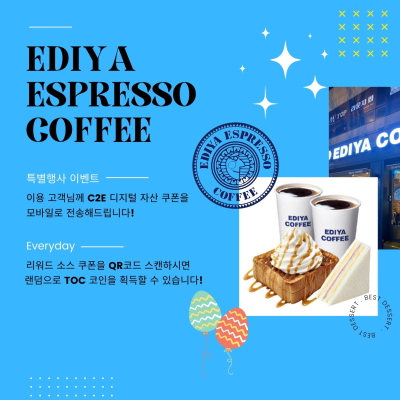 EDIYA
ESPRESSO
COFFEE
EDIYA ESPRESSO
COFFEE
EDIYA CO
특별행사 이벤트
이용 고객님께 C2E 디지털 자산 쿠폰을
모바일로 전송해드립니다!
EDIYA
COFFEE
EDIYA
COFFEE
Everyday
리워드 소스 쿠폰을 QR코드 스캔하시면
랜덤으로 TOC 코인을 획득할 수 있습니다!
BEST DESSERT · BEST DESSERT ·